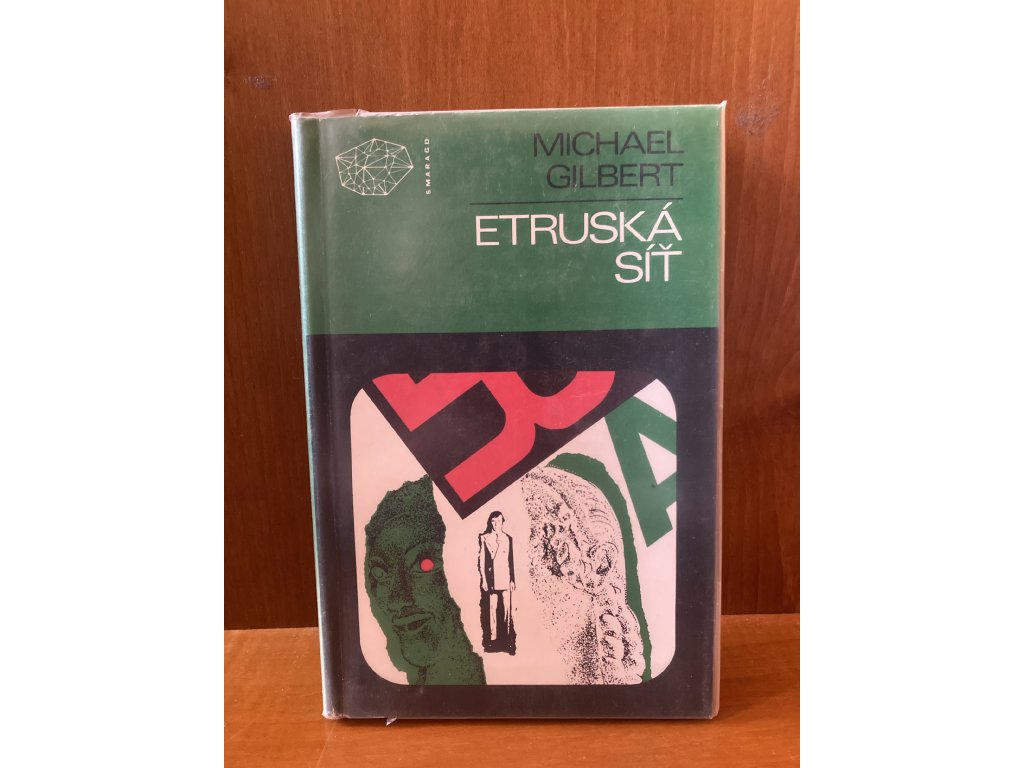 SMARAGD
MICHAEL
GILBERT
ETRUSKÁ
SÍŤ